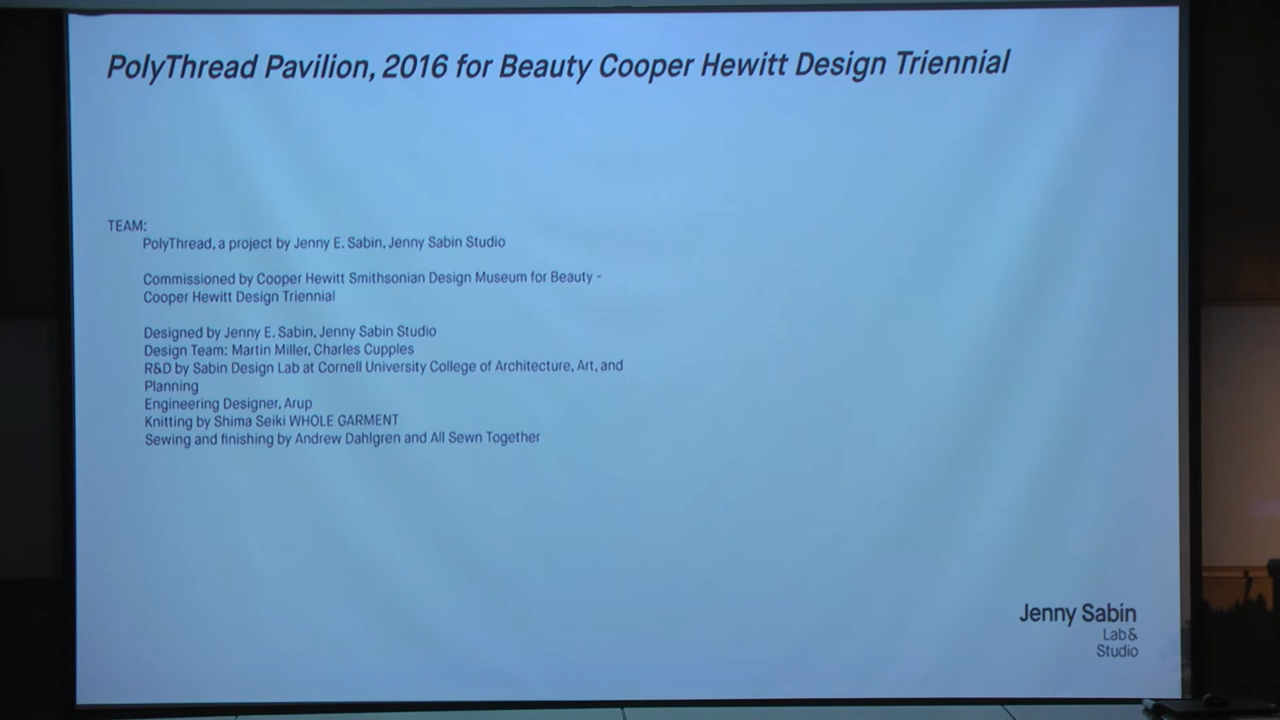 PolyThread Pavilion, 2016 for Beauty Cooper Hewitt Design Triennial
TEAM:
PolyThread, a project by Jenny E. Sabin, Jenny Sabin Studio
Commissioned by Cooper Hewitt Smithsonian Design Museum for Beauty -
Cooper Hewitt Design Triennial
Designed by Jenny E. Sabin, Jenny Sabin Studio
Design Team: Martin Miller, Charles Cupples
R&D by Sabin Design Lab at Cornell University College of Architecture, Art, and
Planning
Engineering Designer, Arup
Knitting by Shima Seiki WHOLE GARMENT
Sewing and finishing by Andrew Dahlgren and All Sewn Together
Jenny Sabin
Lab &
Studio